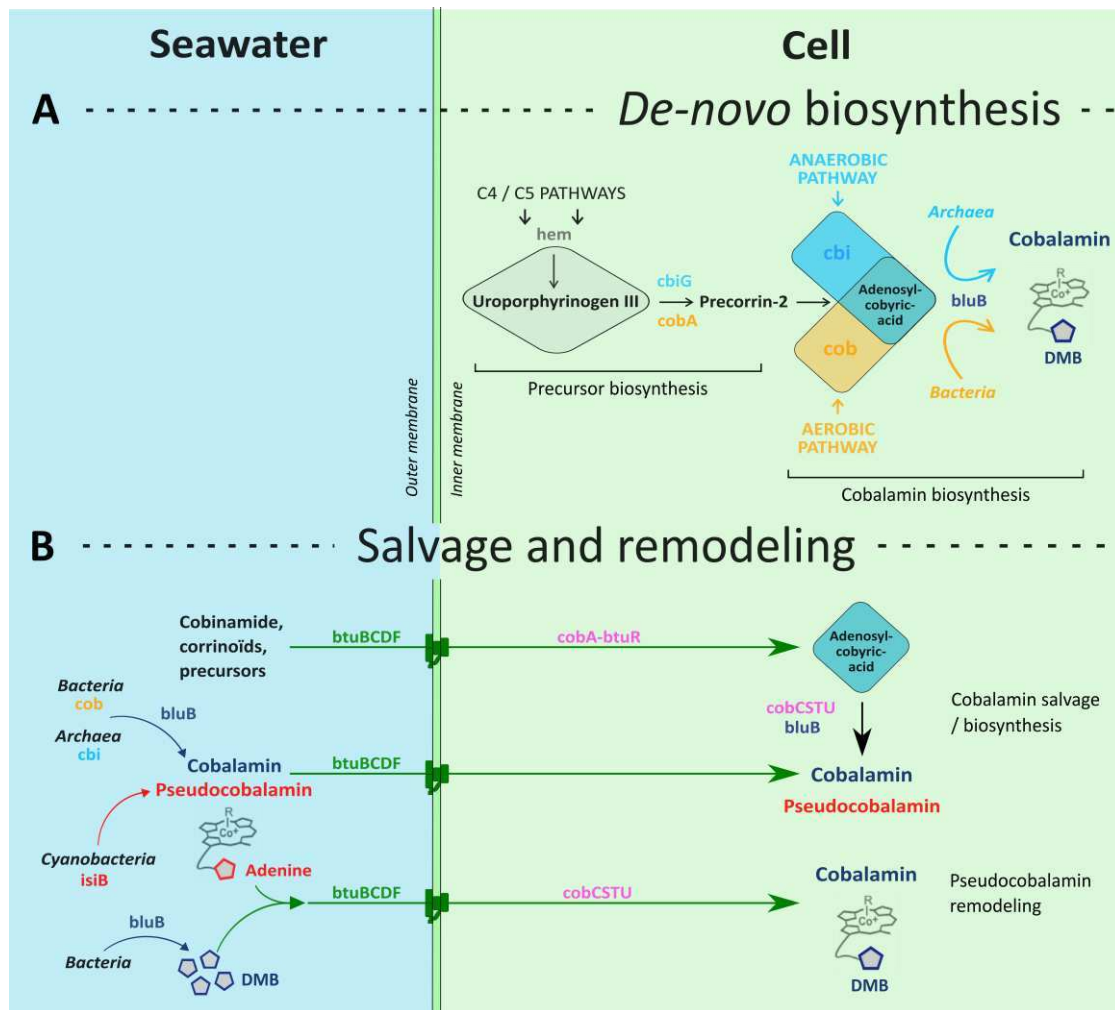 Seawater
Cell
A
De-novo biosynthesis
C4 / C5 PATHWAYS
hem
Uroporphyrinogen III
cbiG
cobA
Precorrin-2
ANAEROBIC
PATHWAY
cbi
Adenosyl-
cobyric-
acid
cob
AEROBIC
PATHWAY
Archaea
bluB
Bacteria
Cobalamin
R
Co+
DMB
Precursor biosynthesis
Cobalamin biosynthesis
Outer membrane
Inner membrane
B
Salvage and remodeling
Cobinamide,
corrinoïds,
precursors
btuBCDF
cobA-btuR
Adenosyl-
cobyric-
acid
Bacteria
cob
bluB
Archaea
cbi
cobCSTU
bluB
Cobalamin salvage
/ biosynthesis
Cobalamin
Pseudocobalamin
btuBCDF
Cobalamin
Pseudocobalamin
R
Co+
Cyanobacteria
isiB
Adenine
btuBCDF
cobCSTU
Cobalamin
R
Co+
DMB
Pseudocobalamin
remodeling
bluB
Bacteria
DMB